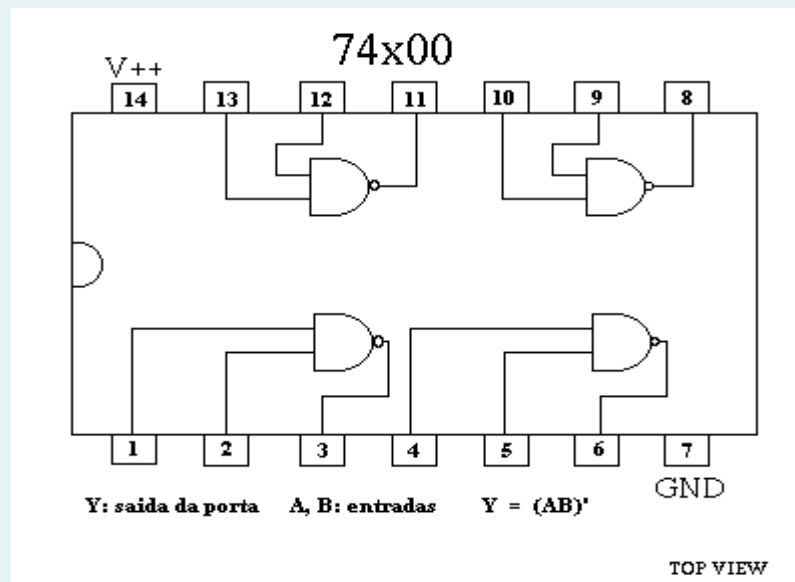 74x00
V++
14 13 12 11 10 9 8
1 2 3 4 5 6 7
GND
Y: saida da porta A, B: entradas Y = (AB)'
TOP VIEW